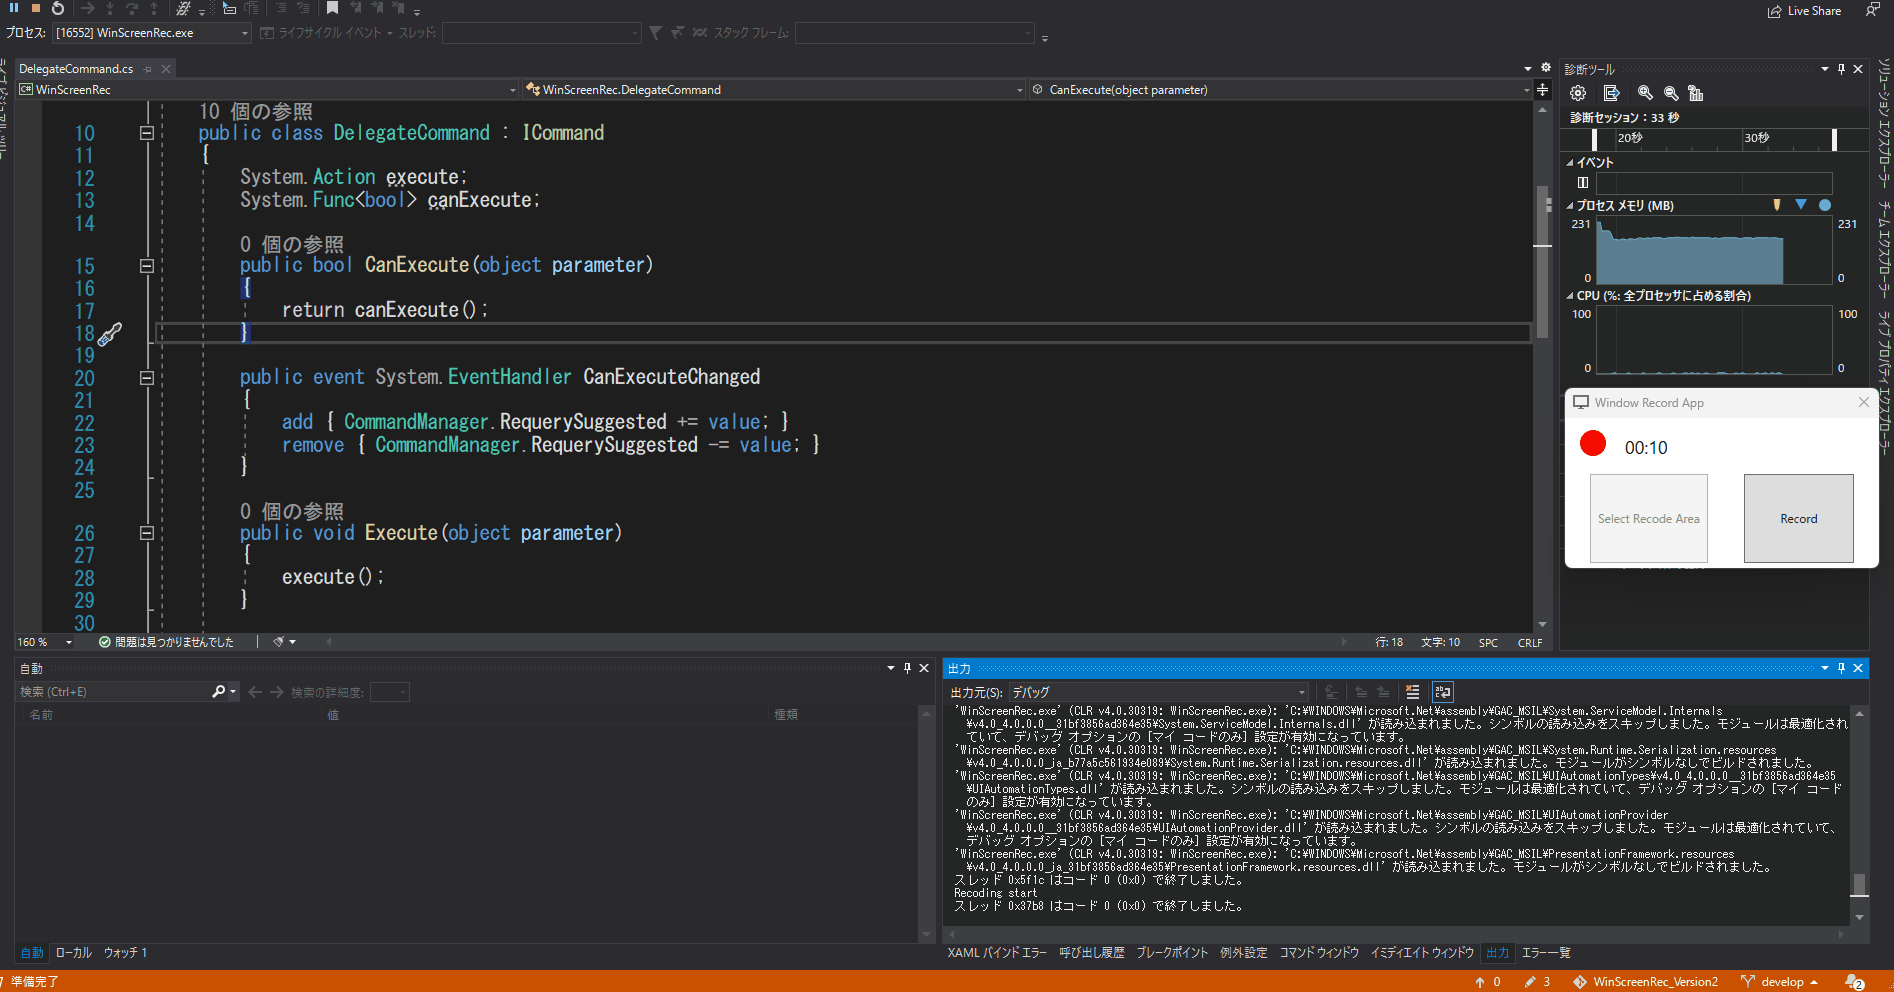 Live Share
プロセス: [16552] WinScreenRec.exe ライフサイクル イベント スレッド: スタック フレーム:
DelegateCommand.cs
WinScreenRec WinScreenRec.DelegateCommand CanExecute(object parameter)
10 個の参照
10 public class DelegateCommand : ICommand
11 {
12 System.Action execute;
13 System.Func<bool> canExecute;
14
0 個の参照
15 public bool CanExecute(object parameter)
16 {
17 return canExecute();
18 }
19
20 public event System.EventHandler CanExecuteChanged
21 {
22 add { CommandManager.RequerySuggested += value; }
23 remove { CommandManager.RequerySuggested -= value; }
24 }
25
0 個の参照
26 public void Execute(object parameter)
27 {
28 execute();
29 }
30
160 % 問題は見つかりませんでした 行: 18 文字: 10 SPC CRLF
診断ツール
診断セッション : 33 秒
20秒 30秒
イベント
プロセス メモリ (MB)
231 231
0 0
CPU (%: 全プロセッサに占める割合)
100 100
0 0
Window Record App
00:10
Select Recode Area Record
ソリューション エクスプローラー
チーム エクスプローラー
ライブ プロパティ エクスプローラー
自動
検索 (Ctrl+E) 検索の詳細度:
名前 値 種類
自動 ローカル ウォッチ 1
出力
出力元(S): デバッグ
'WinScreenRec.exe' (CLR v4.0.30319: WinScreenRec.exe): 'C:¥WINDOWS¥Microsoft.Net¥assembly¥GAC_MSIL¥System.ServiceModel.Internals
¥v4.0_4.0.0.0__31bf3856ad364e35¥System.ServiceModel.Internals.dll' が読み込まれました。シンボルの読み込みをスキップしました。モジュールは最適化され
ていて、デバッグ オプションの [マイ コードのみ] 設定が有効になっています。
'WinScreenRec.exe' (CLR v4.0.30319: WinScreenRec.exe): 'C:¥WINDOWS¥Microsoft.Net¥assembly¥GAC_MSIL¥System.Runtime.Serialization.resources
¥v4.0_4.0.0.0_ja_b77a5c561934e089¥System.Runtime.Serialization.resources.dll' が読み込まれました。モジュールがシンボルなしでビルドされました。
'WinScreenRec.exe' (CLR v4.0.30319: WinScreenRec.exe): 'C:¥WINDOWS¥Microsoft.Net¥assembly¥GAC_MSIL¥UIAutomationTypes¥v4.0_4.0.0.0__31bf3856ad364e35
¥UIAutomationTypes.dll' が読み込まれました。シンボルの読み込みをスキップしました。モジュールは最適化されていて、デバッグ オプションの [マイ コード
のみ] 設定が有効になっています。
'WinScreenRec.exe' (CLR v4.0.30319: WinScreenRec.exe): 'C:¥WINDOWS¥Microsoft.Net¥assembly¥GAC_MSIL¥UIAutomationProvider
¥v4.0_4.0.0.0__31bf3856ad364e35¥UIAutomationProvider.dll' が読み込まれました。シンボルの読み込みをスキップしました。モジュールは最適化されていて、
デバッグ オプションの [マイ コードのみ] 設定が有効になっています。
'WinScreenRec.exe' (CLR v4.0.30319: WinScreenRec.exe): 'C:¥WINDOWS¥Microsoft.Net¥assembly¥GAC_MSIL¥PresentationFramework.resources
¥v4.0_4.0.0.0_ja_31bf3856ad364e35¥PresentationFramework.resources.dll' が読み込まれました。モジュールがシンボルなしでビルドされました。
スレッド 0x5f1c はコード 0 (0x0) で終了しました。
Recoding start
スレッド 0x37b8 はコード 0 (0x0) で終了しました。
XAML バインド エラー 呼び出し履歴 ブレークポイント 例外設定 コマンド ウィンドウ イミディエイト ウィンドウ 出力 エラー一覧
準備完了 0 3 WinScreenRec_Version2 develop 2